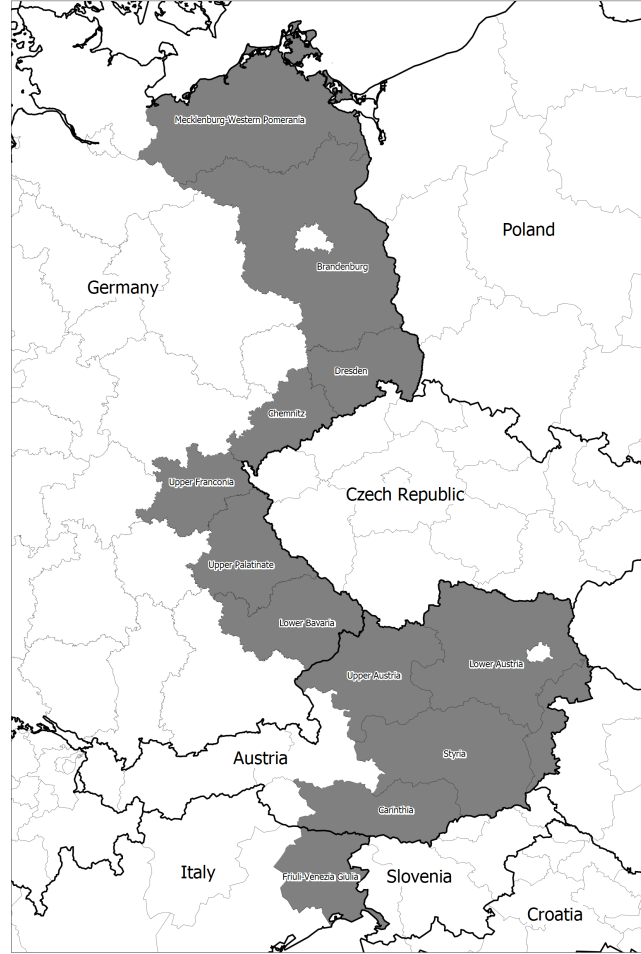 Mecklenburg-Western Pomerania
Poland
Brandenburg
Germany
Dresden
Chemnitz
Upper Franconia
Czech Republic
Upper Palatinate
Lower Bavaria
Lower Austria
Upper Austria
Styria
Austria
Carinthia
Italy
Friuli-Venezia Giulia
Slovenia
Croatia